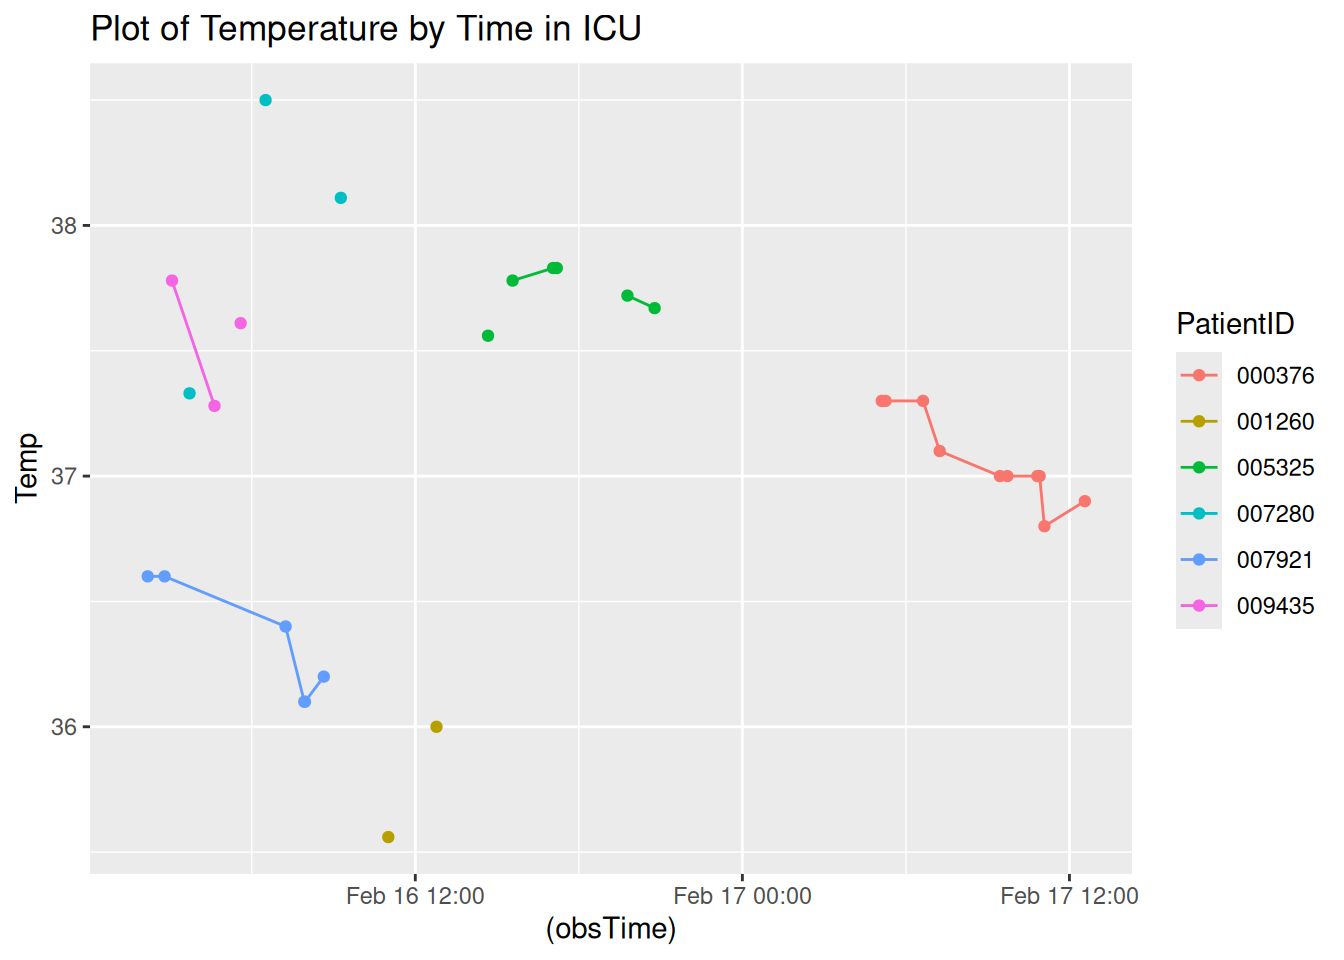 Plot of Temperature by Time in ICU
Temp
38
37
36
Feb 16 12:00
Feb 17 00:00
Feb 17 12:00
(obsTime)
PatientID
000376
001260
005325
007280
007921
009435